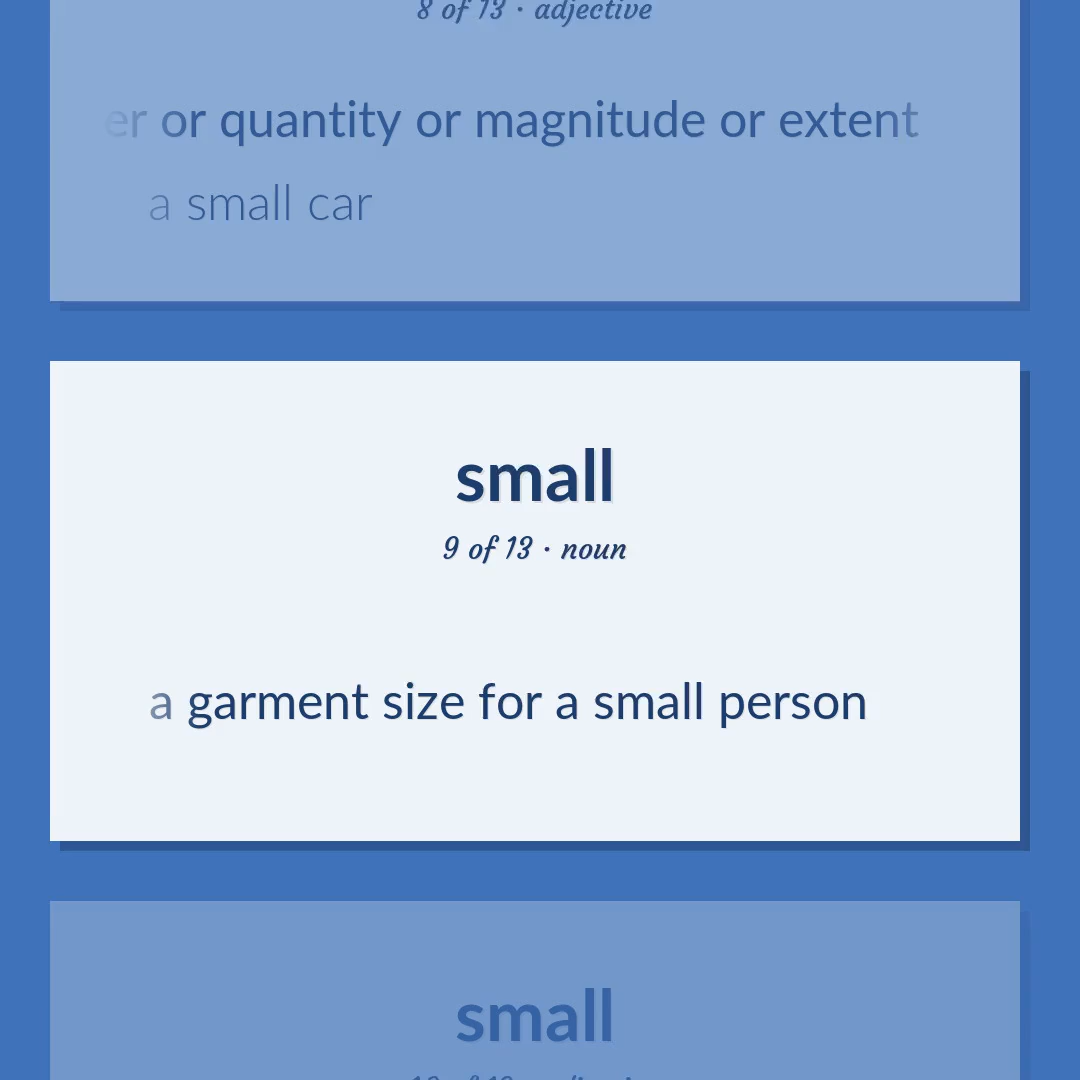 8 of 13 · adjective
er or quantity or magnitude or extent
a small car
small
9 of 13 · noun
a garment size for a small person
small